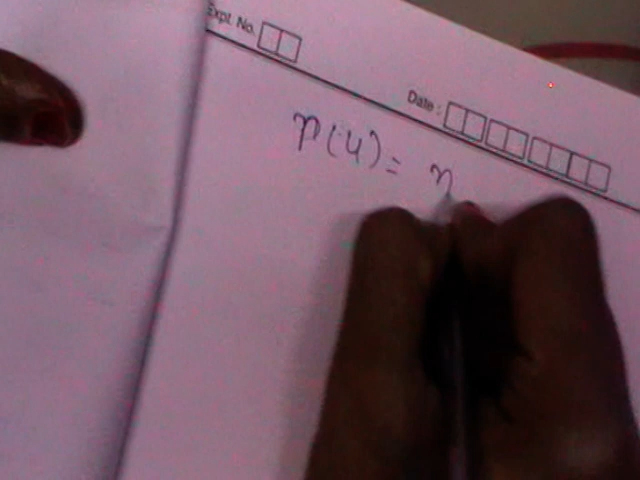 Expt. No.
Date :
P(4) = n